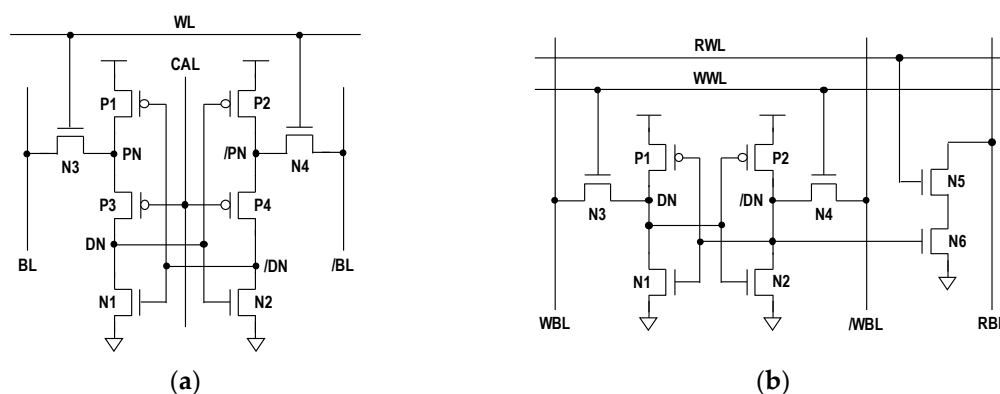 WL
CAL
P1
P2
N3
PN
/PN
N4
P3
P4
DN
/DN
BL
/BL
N1
N2
(a)
RWL
WWL
P1
P2
N5
N3
DN
/DN
N4
N6
N1
N2
WBL
/WBL
(b)